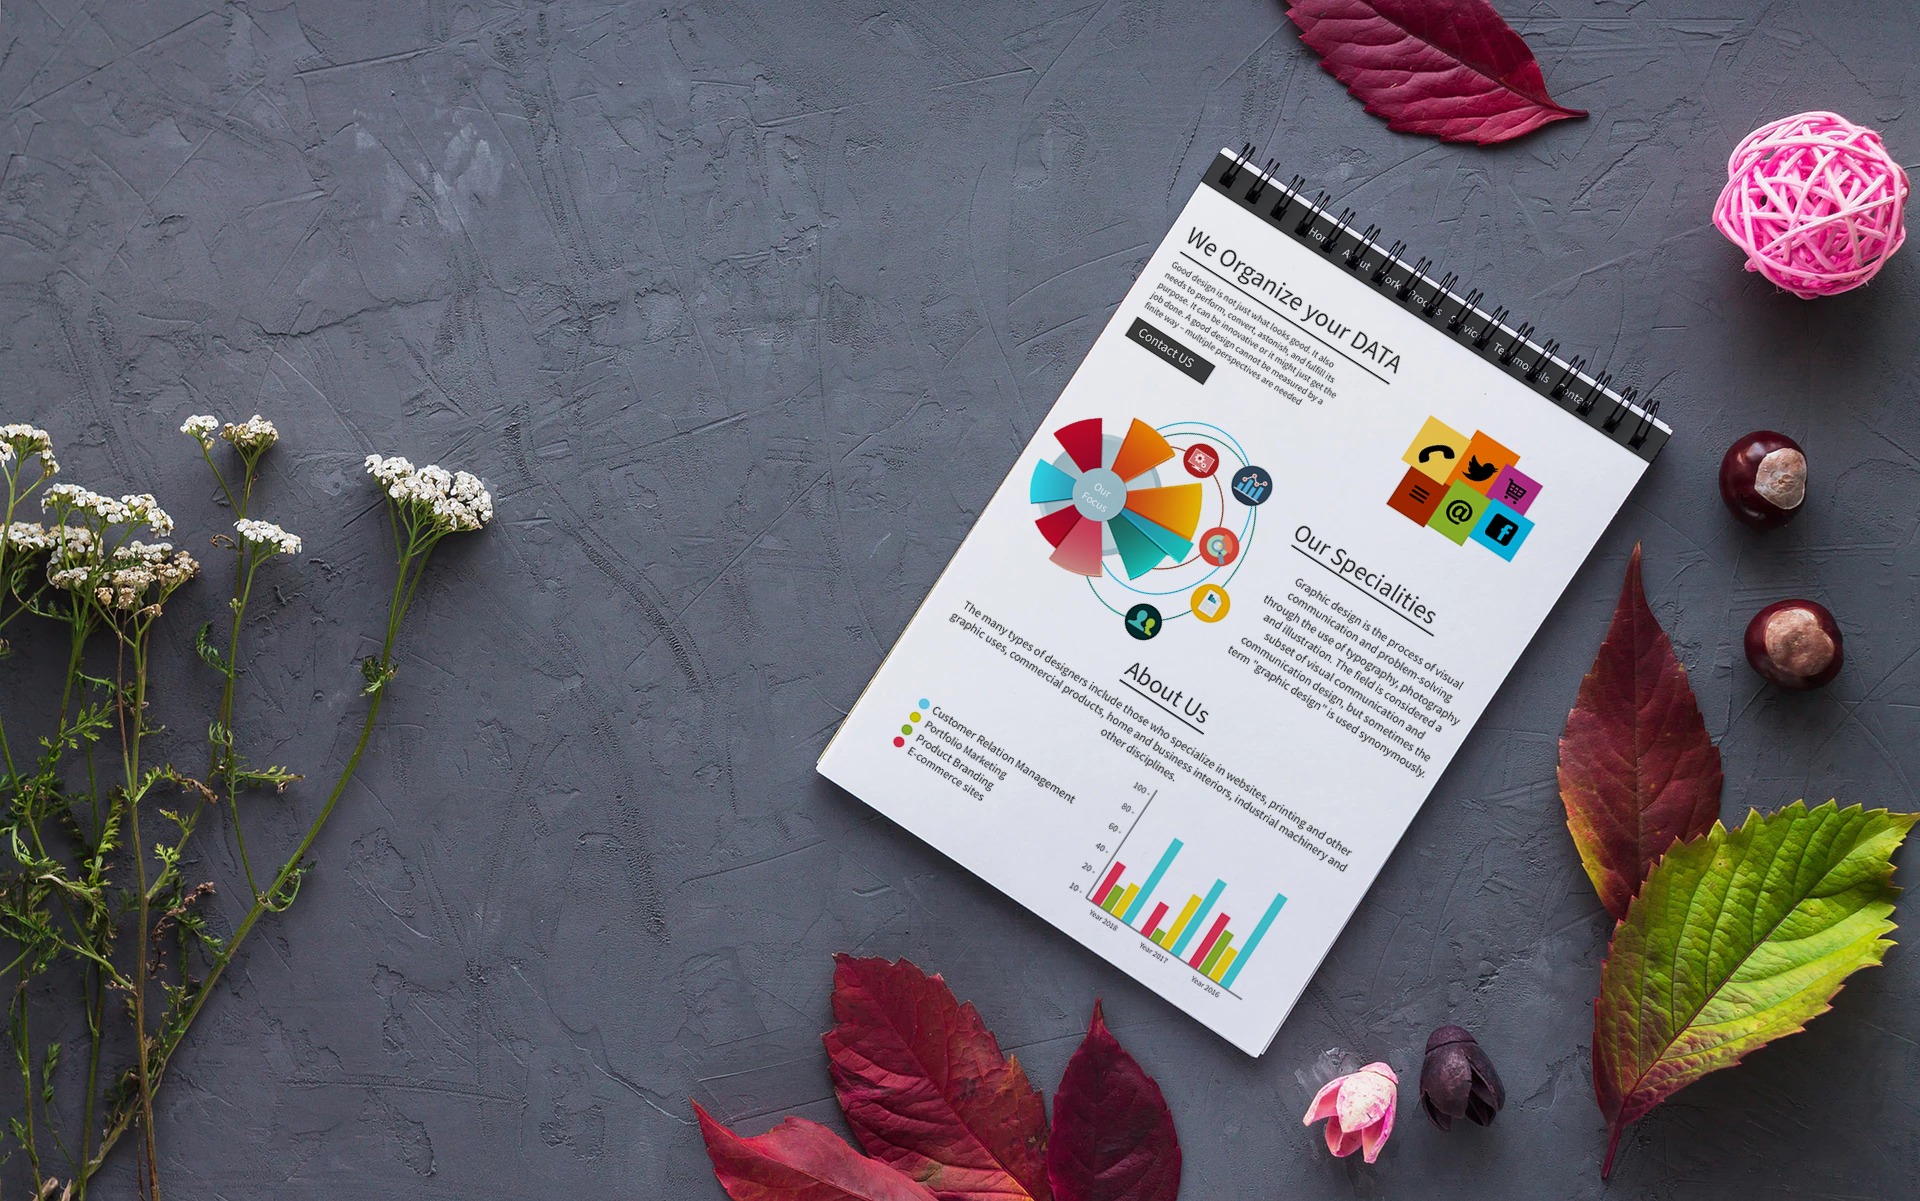 We Organize your DATA
Good design is not just what looks good. It also
needs to perform, convert, astonish, and fulfill its
purpose. It can be innovative or it might just get the
job done. A good design cannot be measured by a
finite way – multiple perspectives are needed
Contact US
Our
Focus
@
f
Our Specialities
Graphic design is the process of visual
communication and problem-solving
through the use of typography, photography
and illustration. The field is considered a
subset of visual communication and
communication design, but sometimes the
term "graphic design" is used synonymously.
About Us
The many types of designers include those who specialize in websites, printing and other
graphic uses, commercial products, home and business interiors, industrial machinery and
other disciplines.
Customer Relation Management
Portfolio Marketing
Product Branding
E-commerce sites
100 -
80 -
60 -
40 -
20 -
10 -
Year 2018
Year 2017
Year 2016